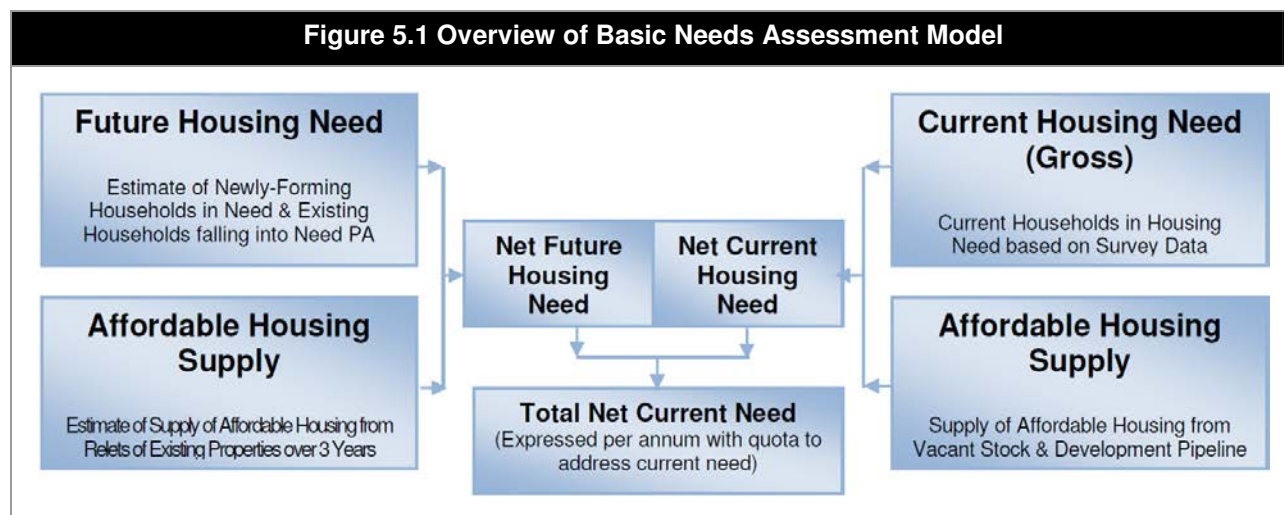 Figure 5.1 Overview of Basic Needs Assessment Model
Future Housing Need
Estimate of Newly-Forming
Households in Need & Existing
Households falling into Need PA
Affordable Housing
Supply
Estimate of Supply of Affordable Housing from
Relets of Existing Properties over 3 Years
Net Future
Housing
Need
Net Current
Housing
Need
Total Net Current Need
(Expressed per annum with quota to
address current need)
Current Housing Need
(Gross)
Current Households in Housing
Need based on Survey Data
Affordable Housing
Supply
Supply of Affordable Housing from
Vacant Stock & Development Pipeline